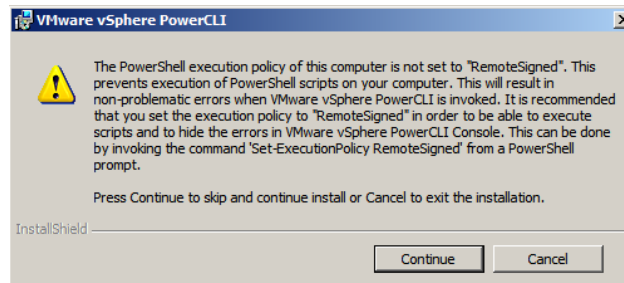 VMware vSphere PowerCLI
The PowerShell execution policy of this computer is not set to "RemoteSigned". This
prevents execution of PowerShell scripts on your computer. This will result in
non-problematic errors when VMware vSphere PowerCLI is invoked. It is recommended
that you set the execution policy to "RemoteSigned" in order to be able to execute
scripts and to hide the errors in VMware vSphere PowerCLI Console. This can be done
by invoking the command 'Set-ExecutionPolicy RemoteSigned' from a PowerShell
prompt.
Press Continue to skip and continue install or Cancel to exit the installation.
InstallShield
Continue Cancel